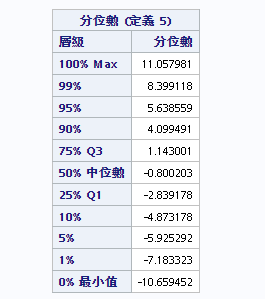 分位數 (定義 5)
層級 分位數
100% Max 11.057981
99% 8.399118
95% 5.638559
90% 4.099491
75% Q3 1.143001
50% 中位數 -0.800203
25% Q1 -2.839178
10% -4.873178
5% -5.925292
1% -7.183323
0% 最小值 -10.659452